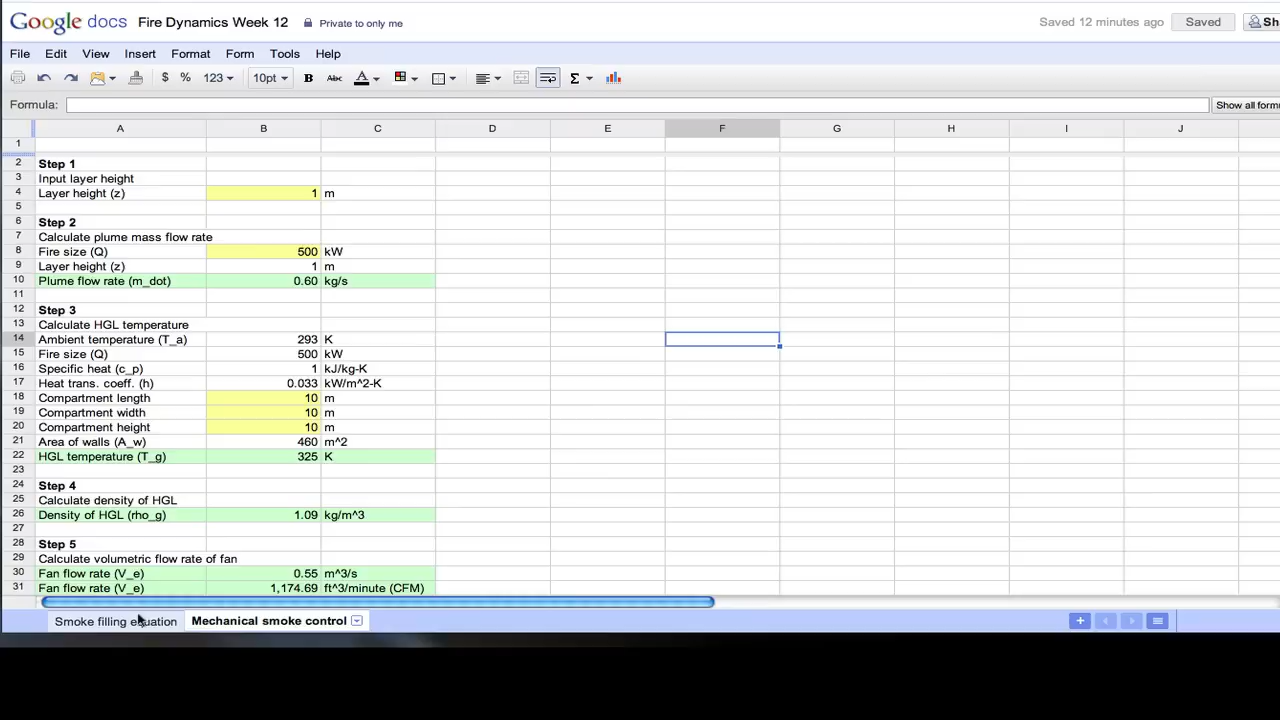 Google docs Fire Dynamics Week 12 Private to only me Saved 12 minutes ago Saved Sh
File Edit View Insert Format Form Tools Help
$ % 123 10pt B Abc A Σ
Formula: Show all formu
A B C D E F G H I J
1
2 Step 1
3 Input layer height
4 Layer height (z) 1 m
5
6 Step 2
7 Calculate plume mass flow rate
8 Fire size (Q) 500 kW
9 Layer height (z) 1 m
10 Plume flow rate (m_dot) 0.60 kg/s
11
12 Step 3
13 Calculate HGL temperature
14 Ambient temperature (T_a) 293 K
15 Fire size (Q) 500 kW
16 Specific heat (c_p) 1 kJ/kg-K
17 Heat trans. coeff. (h) 0.033 kW/m^2-K
18 Compartment length 10 m
19 Compartment width 10 m
20 Compartment height 10 m
21 Area of walls (A_w) 460 m^2
22 HGL temperature (T_g) 325 K
23
24 Step 4
25 Calculate density of HGL
26 Density of HGL (rho_g) 1.09 kg/m^3
27
28 Step 5
29 Calculate volumetric flow rate of fan
30 Fan flow rate (V_e) 0.55 m^3/s
31 Fan flow rate (V_e) 1,174.69 ft^3/minute (CFM)
Smoke filling equation Mechanical smoke control